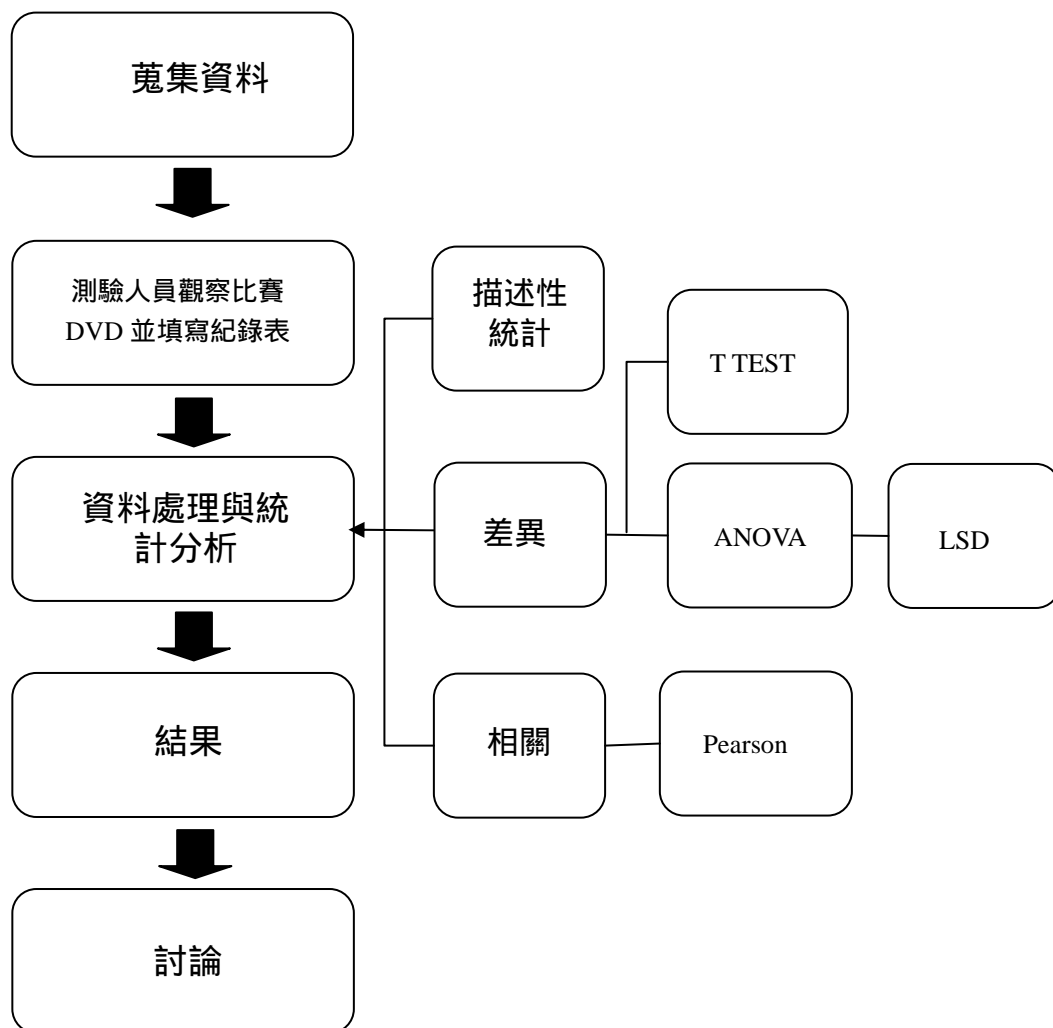 蒐集資料
測驗人員觀察比賽
DVD 並填寫紀錄表
資料處理與統
計分析
結果
討論
描述性
統計
差異
相關
T TEST
ANOVA
LSD
Pearson